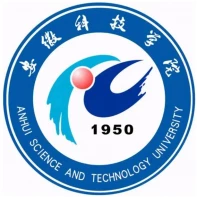 安徽科技学院
1950
ANHUI SCIENCE AND TECHNOLOGY UNIVERSITY